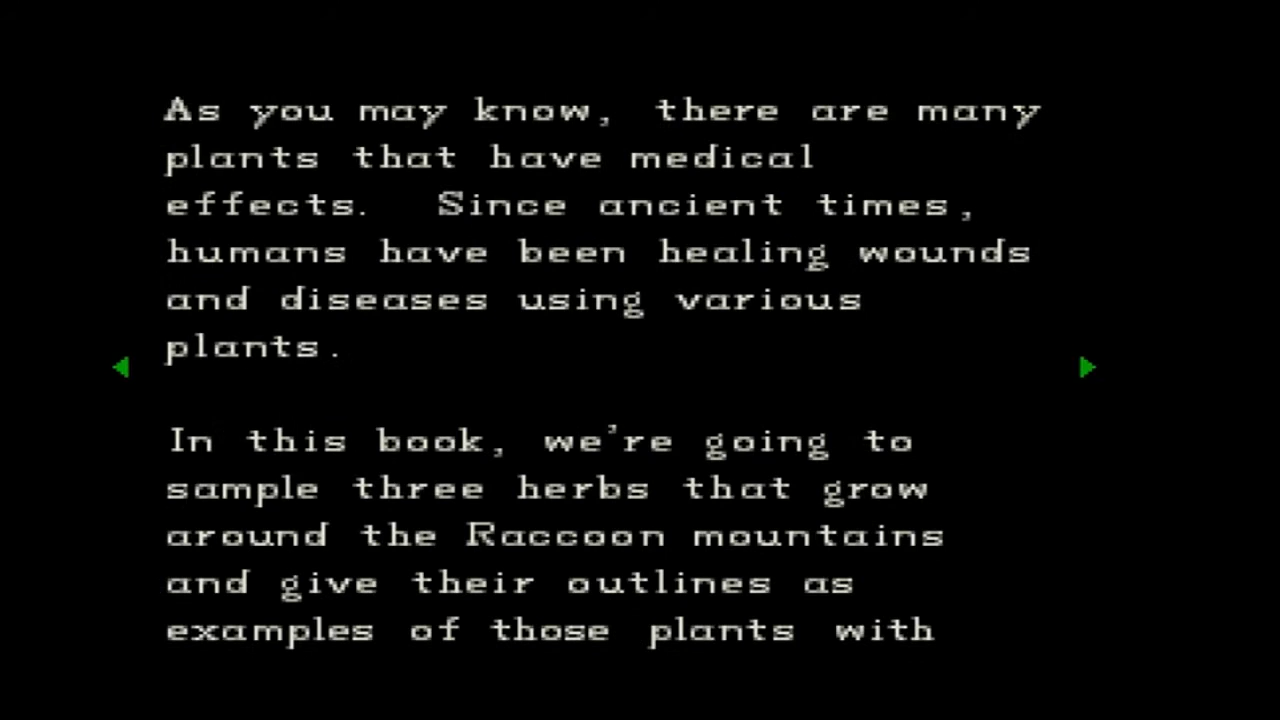 As you may know, there are many
plants that have medical
effects. Since ancient times,
humans have been healing wounds
and diseases using various
plants.
In this book, we're going to
sample three herbs that grow
around the Raccoon mountains
and give their outlines as
examples of those plants with